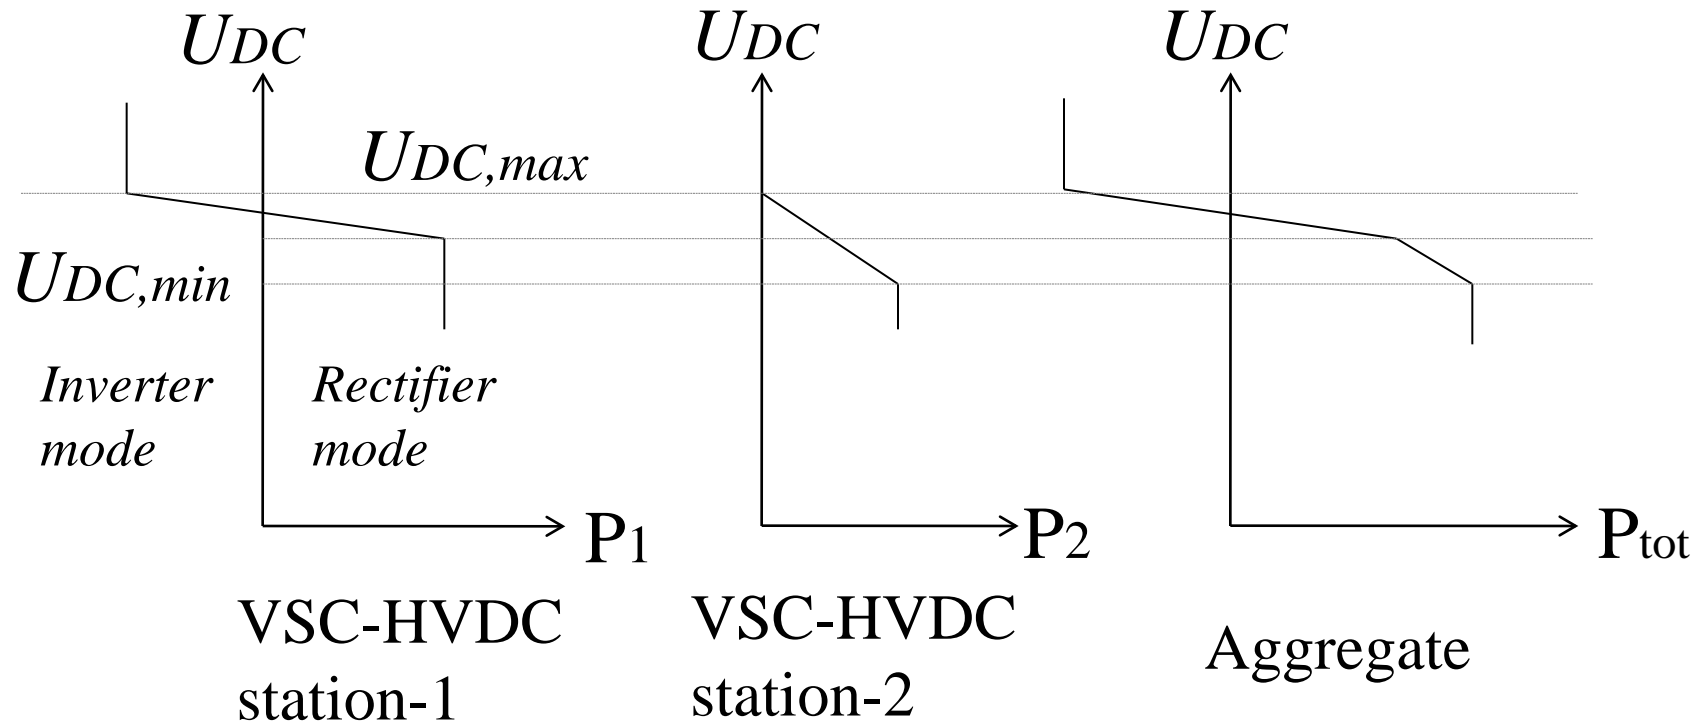 UDC
UDC
UDC
UDC,max
UDC,min
Inverter
mode
Rectifier
mode
P1
P2
Ptot
VSC-HVDC
station-1
VSC-HVDC
station-2
Aggregate